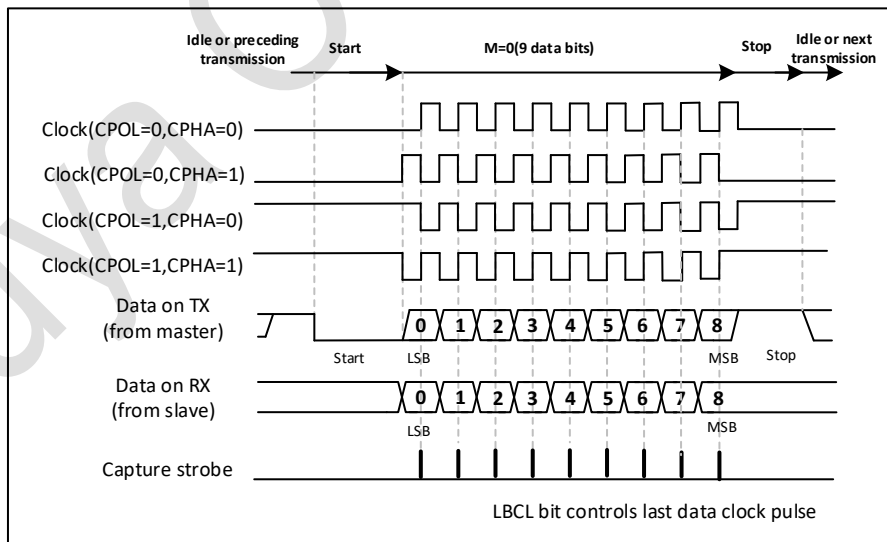 Idle or preceding
transmission
Start
M=0(9 data bits)
Stop
Idle or next
transmission
Clock(CPOL=0,CPHA=0)
Clock(CPOL=0,CPHA=1)
Clock(CPOL=1,CPHA=0)
Clock(CPOL=1,CPHA=1)
Data on TX
(from master)
0 1 2 3 4 5 6 7 8
Start
LSB
MSB
Stop
Data on RX
(from slave)
0 1 2 3 4 5 6 7 8
LSB
MSB
Capture strobe
LBCL bit controls last data clock pulse